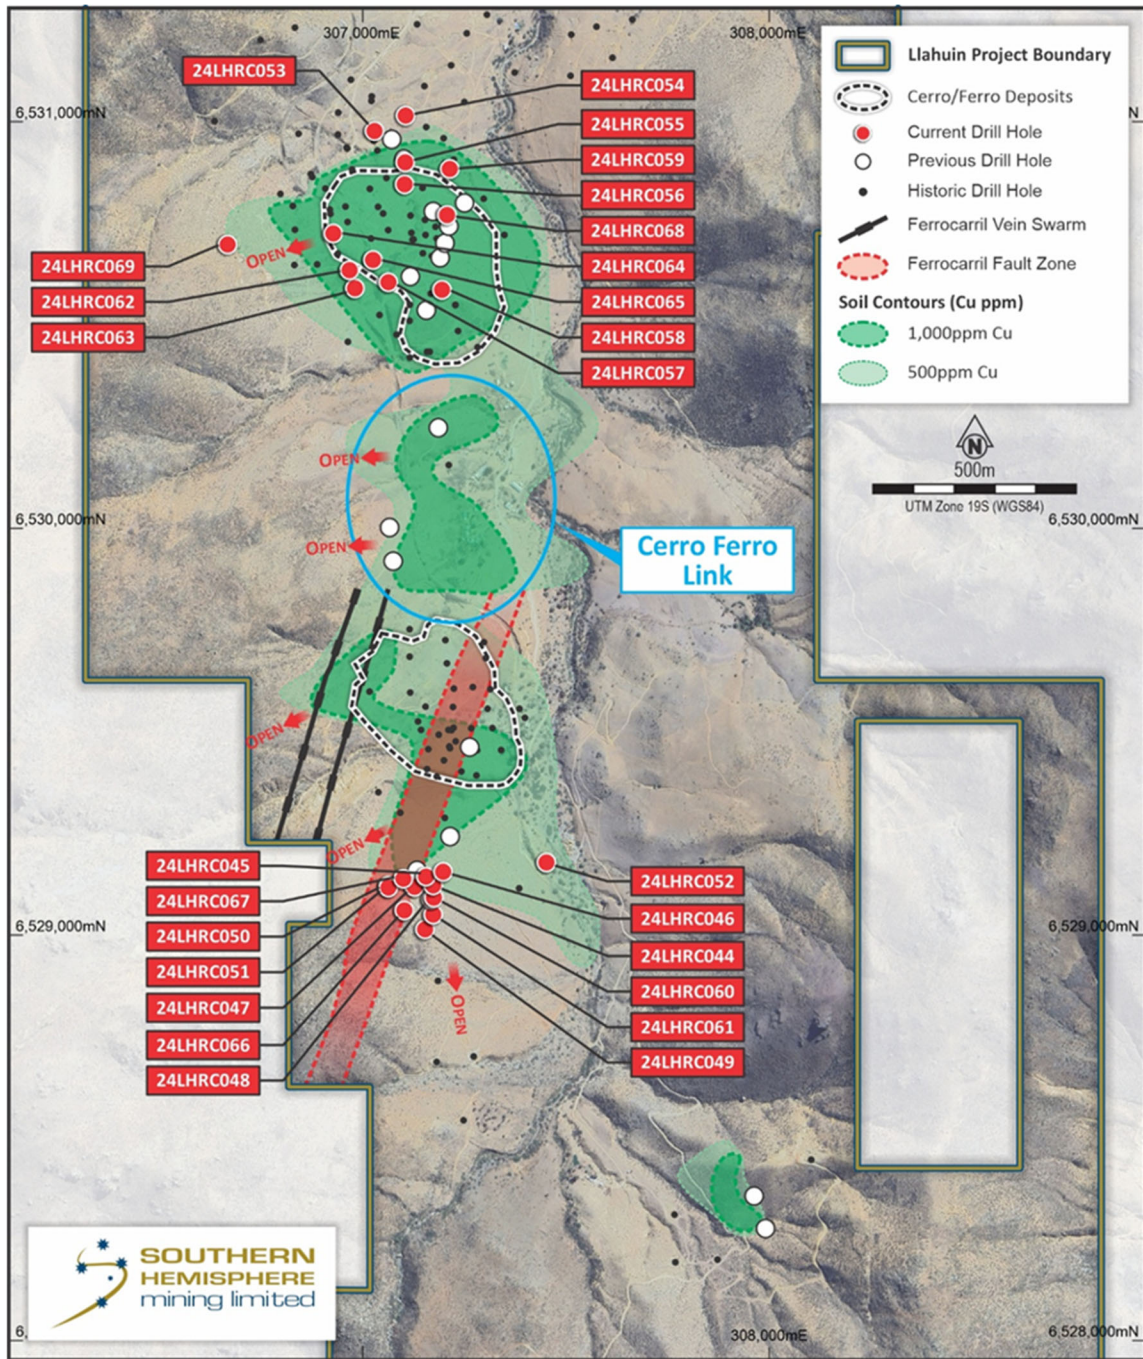 307,000mE
308,000mE
Llahuin Project Boundary
Cerro/Ferro Deposits
Current Drill Hole
Previous Drill Hole
Historic Drill Hole
Ferrocarril Vein Swarm
Ferrocarril Fault Zone
Soil Contours (Cu ppm)
1,000ppm Cu
500ppm Cu
6,531,000mN
N
24LHRC053
24LHRC054
24LHRC055
24LHRC059
24LHRC056
24LHRC068
24LHRC064
24LHRC065
24LHRC058
24LHRC057
24LHRC069
24LHRC062
24LHRC063
OPEN
N
500m
UTM Zone 19S (WGS84)
OPEN
6,530,000mN
6,530,000mN
OPEN
Cerro Ferro
Link
OPEN
OPEN
24LHRC045
24LHRC067
24LHRC050
24LHRC051
24LHRC047
24LHRC066
24LHRC048
24LHRC052
24LHRC046
24LHRC044
24LHRC060
24LHRC061
24LHRC049
6,529,000mN
6,529,000mN
OPEN
SOUTHERN
HEMISPHERE
mining limited
6,
308,000mE
6,528,000mN